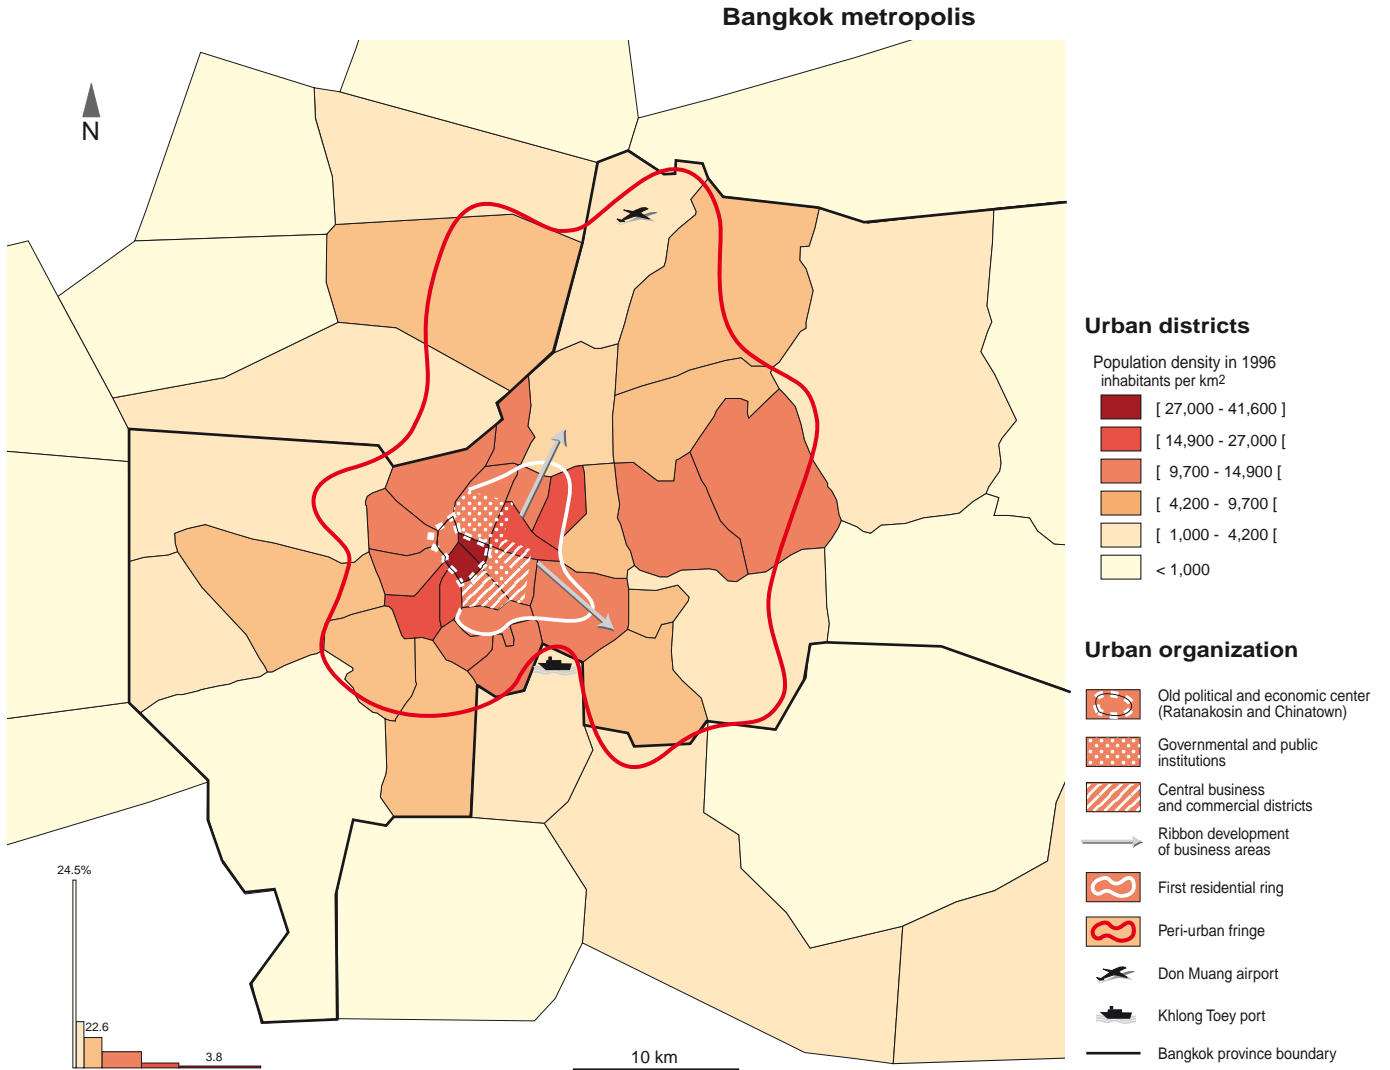 Bangkok metropolis
N
Urban districts
Population density in 1996
inhabitants per km2
[ 27,000 - 41,600 ]
[ 14,900 - 27,000 [
[ 9,700 - 14,900 [
[ 4,200 - 9,700 [
[ 1,000 - 4,200 [
< 1,000
Urban organization
Old political and economic center
(Ratanakosin and Chinatown)
Governmental and public
institutions
Central business
and commercial districts
Ribbon development
of business areas
First residential ring
Peri-urban fringe
Don Muang airport
Khlong Toey port
Bangkok province boundary
24.5%
22.6
3.8
10 km